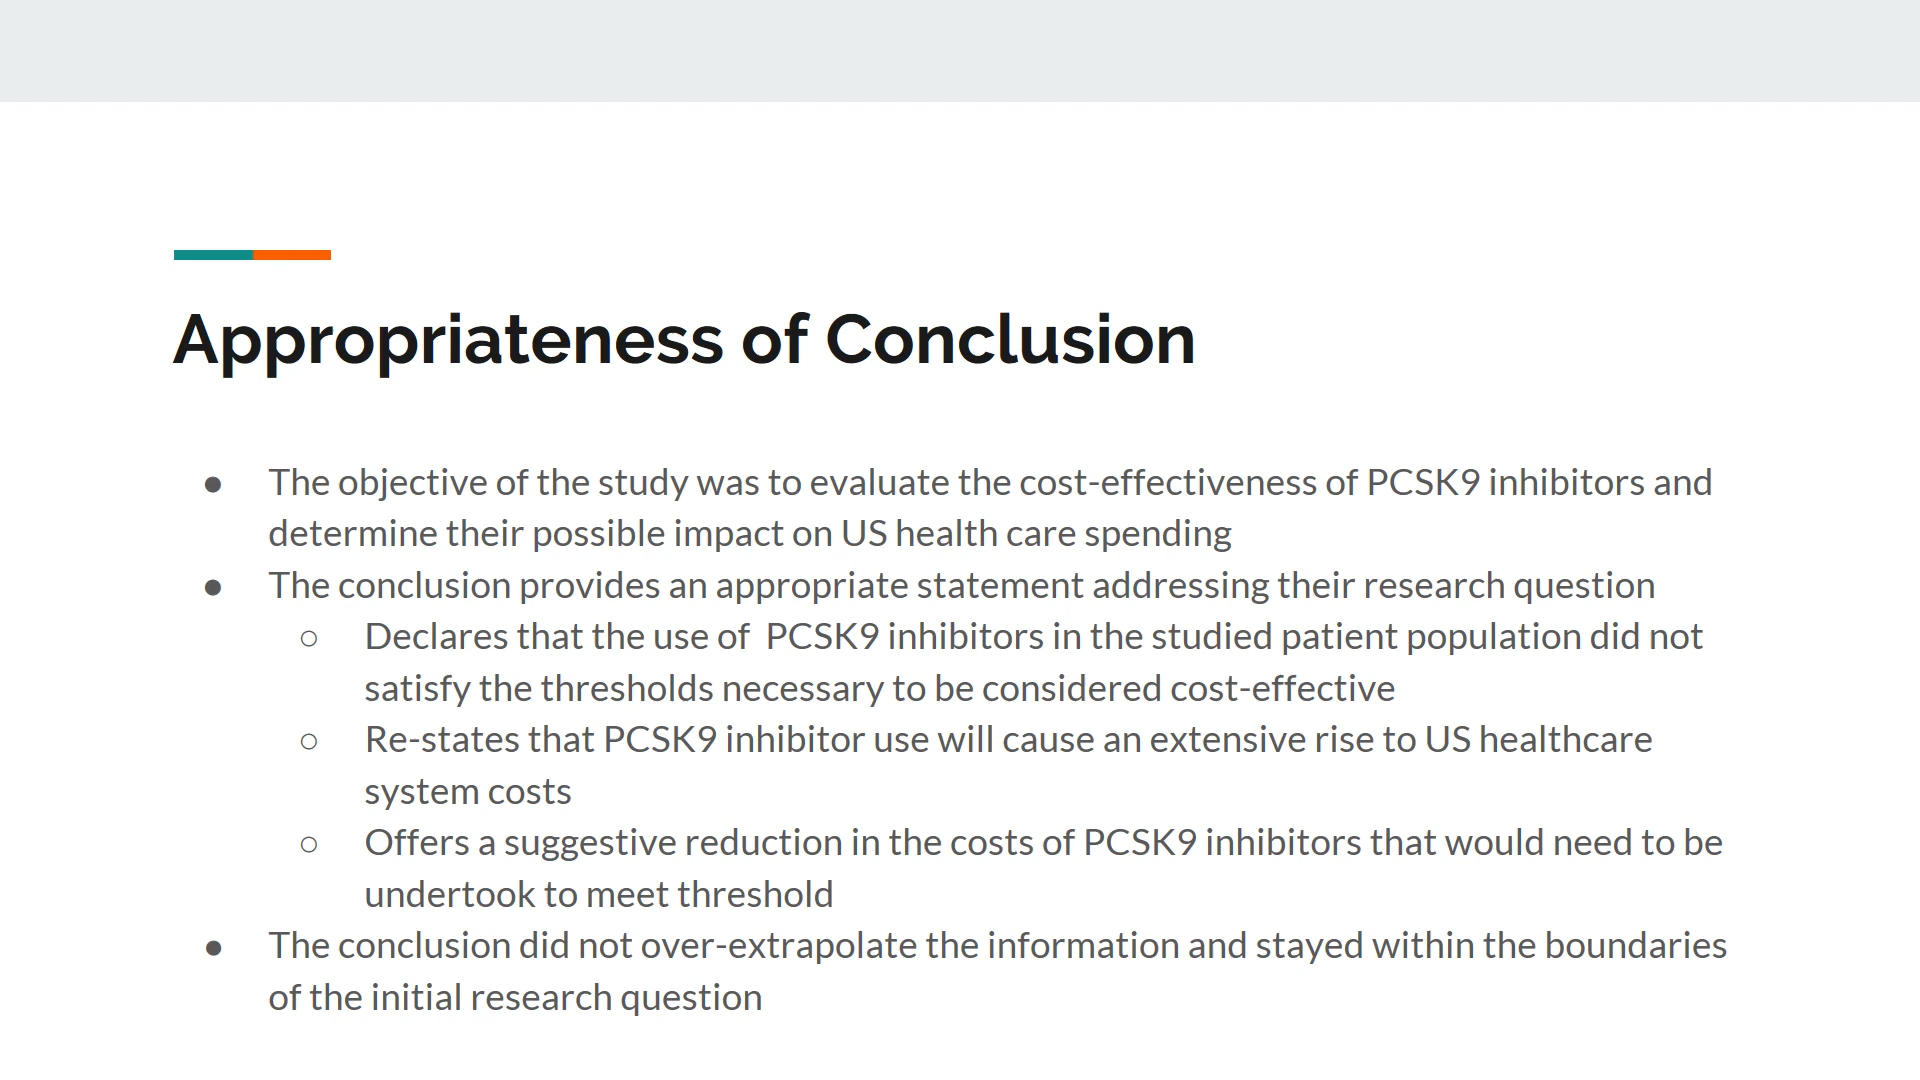 Appropriateness of Conclusion
● The objective of the study was to evaluate the cost-effectiveness of PCSK9 inhibitors and
determine their possible impact on US health care spending
● The conclusion provides an appropriate statement addressing their research question
○ Declares that the use of  PCSK9 inhibitors in the studied patient population did not
satisfy the thresholds necessary to be considered cost-effective
○ Re-states that PCSK9 inhibitor use will cause an extensive rise to US healthcare
system costs
○ Offers a suggestive reduction in the costs of PCSK9 inhibitors that would need to be
undertook to meet threshold
● The conclusion did not over-extrapolate the information and stayed within the boundaries
of the initial research question